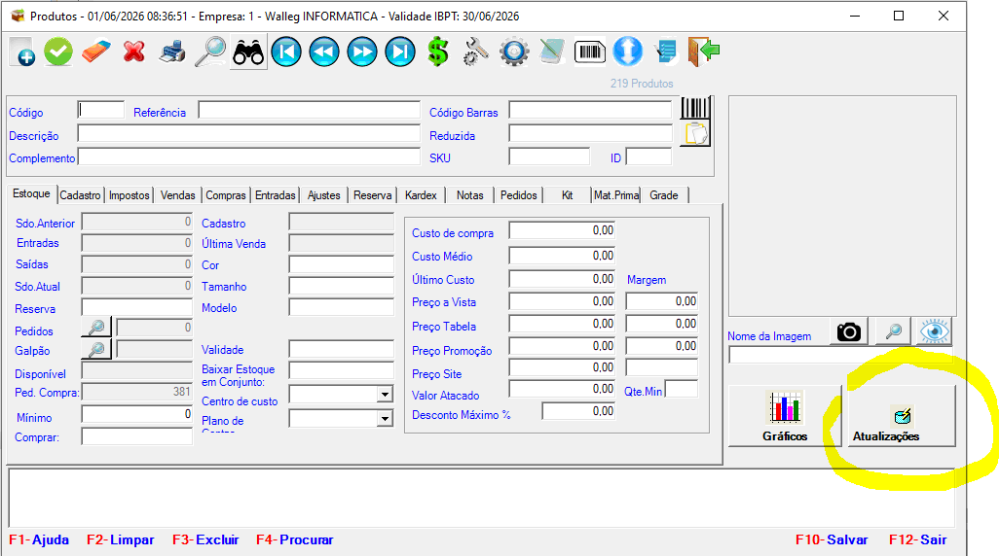 Produtos - 01/06/2026 08:36:51 - Empresa: 1 - Walleg INFORMATICA - Validade IBPT: 30/06/2026
219 Produtos
Código Referência Código Barras
Descrição Reduzida
Complemento SKU ID
Estoque Cadastro Impostos Vendas Compras Entradas Ajustes Reserva Kardex Notas Pedidos Kit Mat.Prima Grade
Sdo.Anterior 0
Entradas 0
Saídas 0
Sdo.Atual 0
Reserva
Pedidos 0
Galpão
Disponível
Ped. Compra: 381
Mínimo 0
Comprar:
Cadastro
Última Venda
Cor
Tamanho
Modelo
Validade
Baixar Estoque
em Conjunto:
Centro de custo
Plano de
Custo de compra 0,00
Custo Médio 0,00
Último Custo 0,00 Margem
Preço a Vista 0,00 0,00
Preço Tabela 0,00 0,00
Preço Promoção 0,00 0,00
Preço Site 0,00
Valor Atacado 0,00 Qte.Min
Desconto Máximo % 0,00
Nome da Imagem
Gráficos Atualizações
F1- Ajuda F2- Limpar F3- Excluir F4- Procurar F10- Salvar F12- Sair